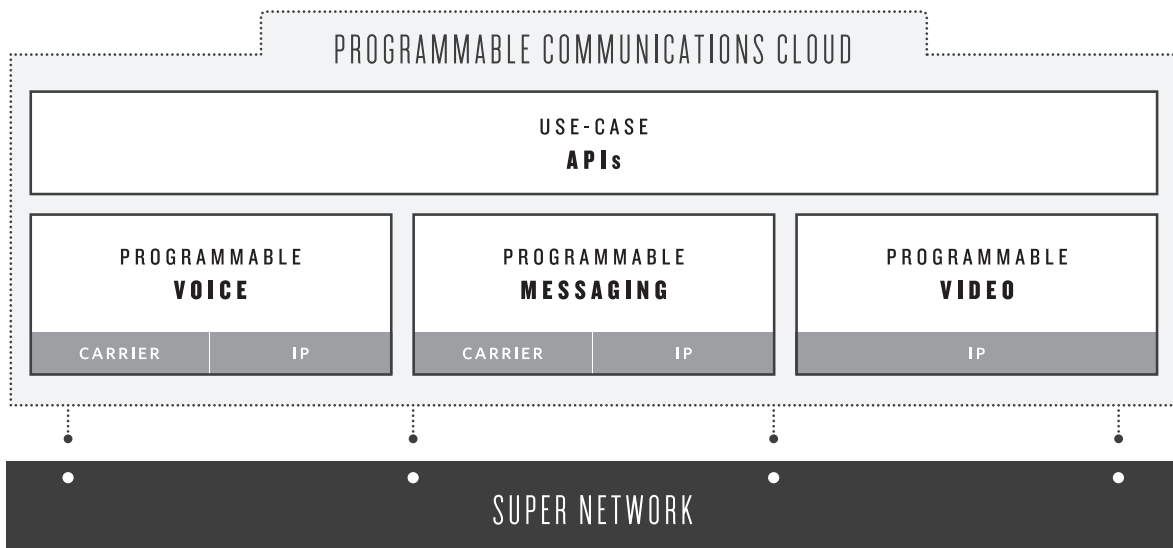 PROGRAMMABLE COMMUNICATIONS CLOUD
USE-CASE
APIs
PROGRAMMABLE
VOICE
CARRIER
IP
PROGRAMMABLE
MESSAGING
CARRIER
IP
PROGRAMMABLE
VIDEO
IP
SUPER NETWORK